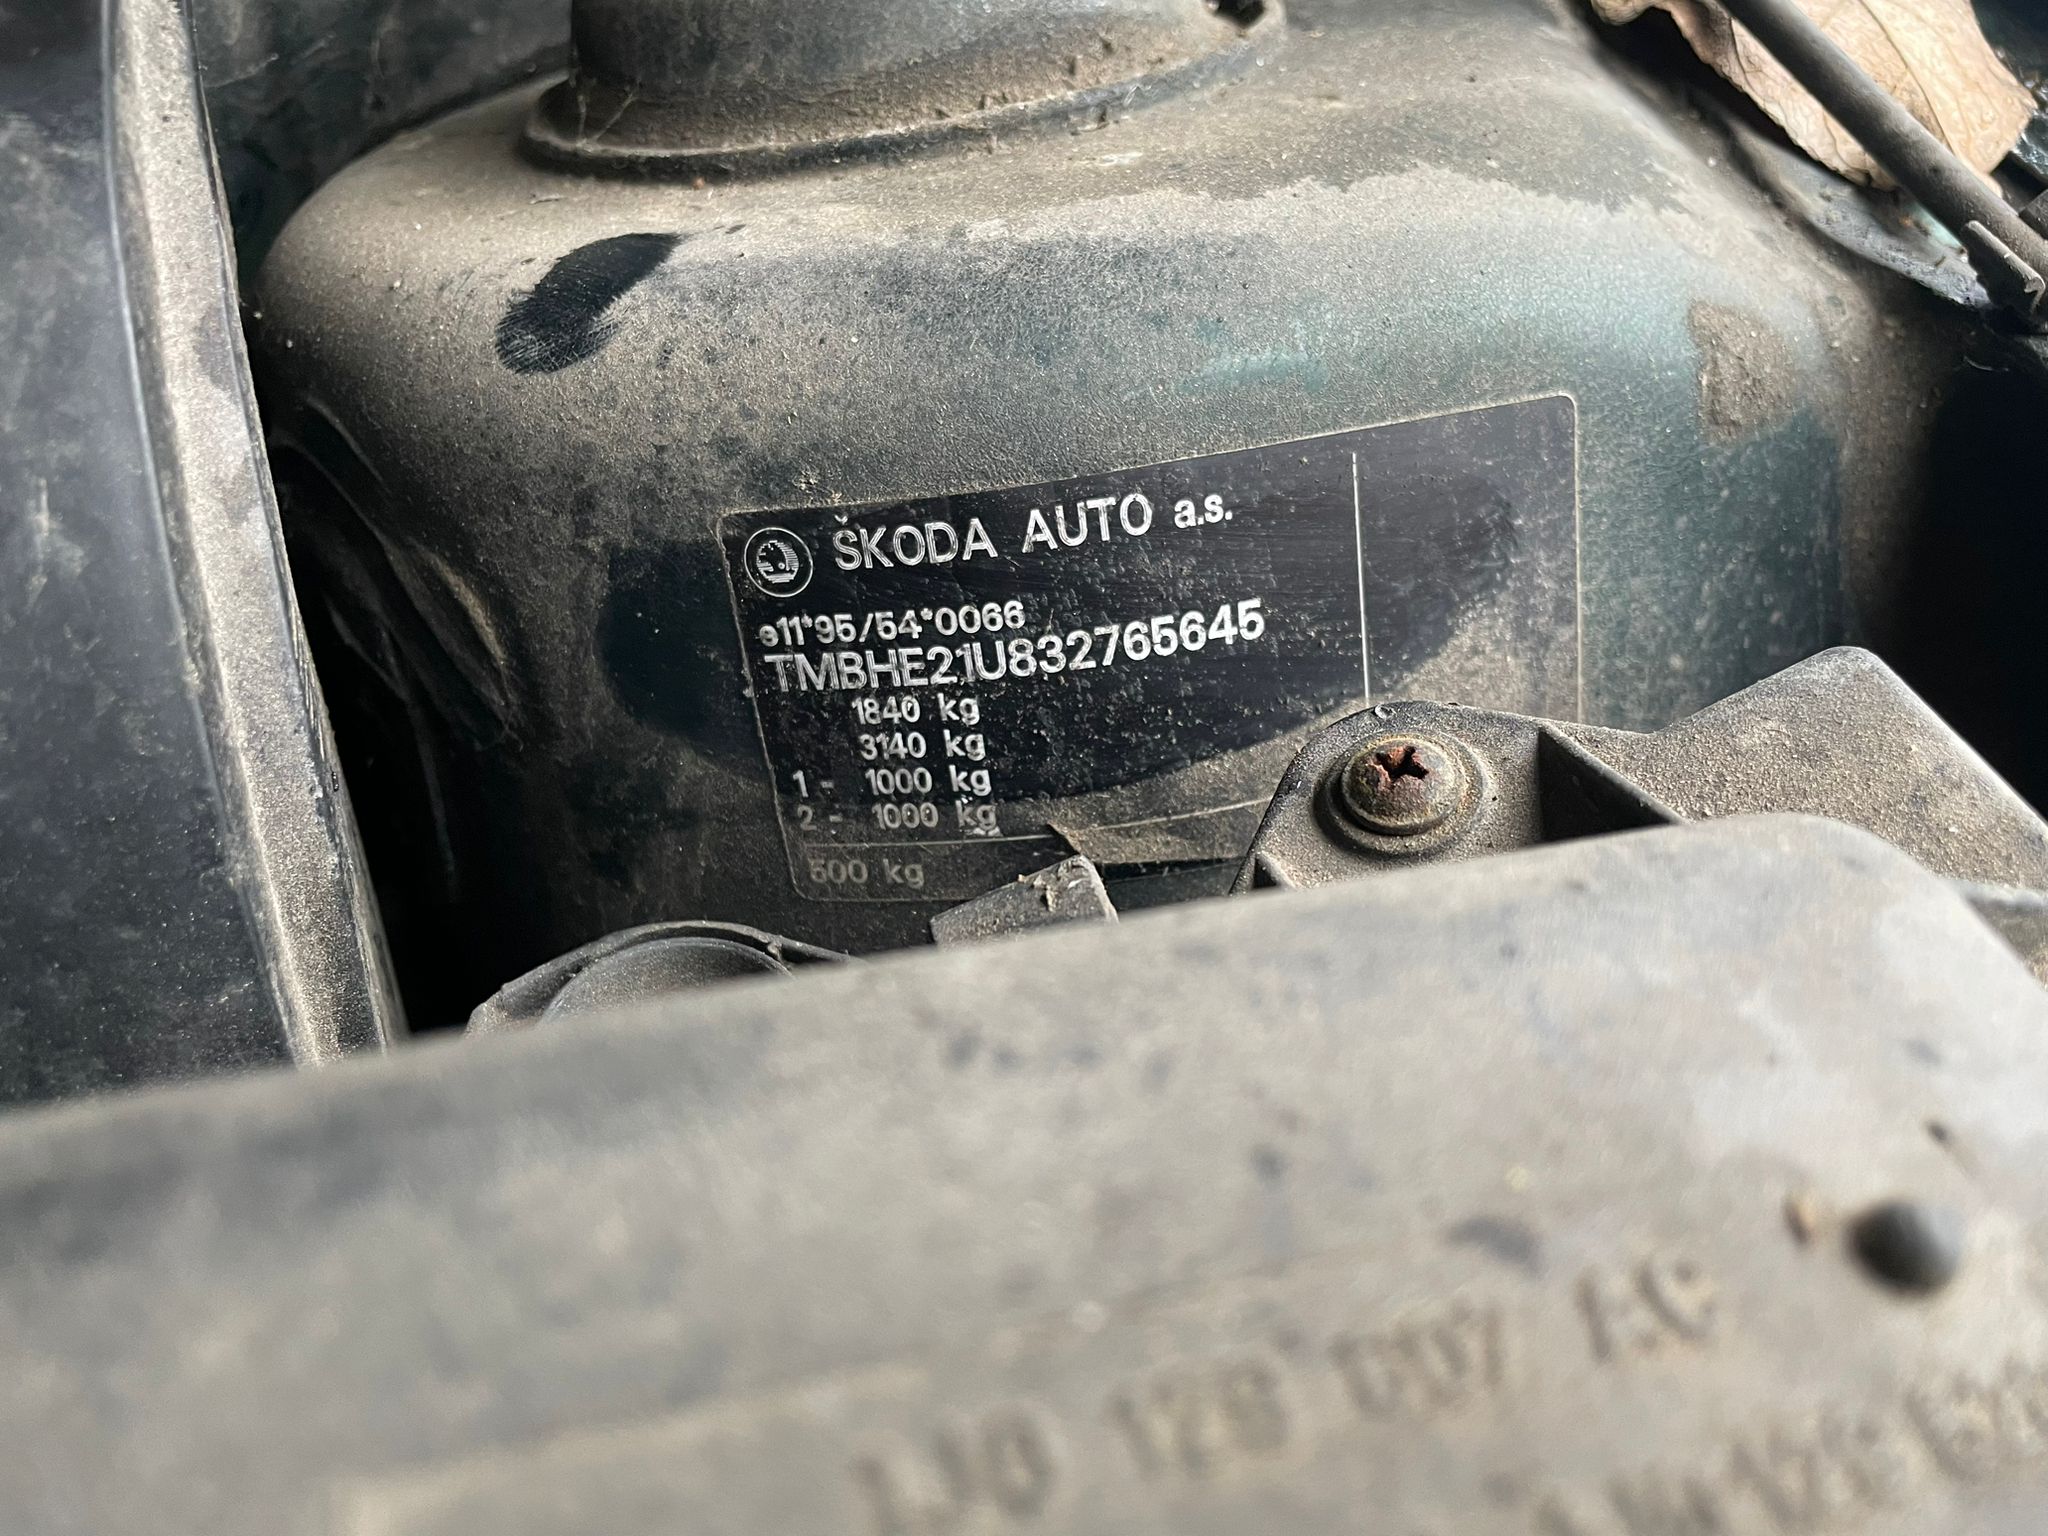 ŠKODA AUTO a.s.
e11*95/54*0066
TMBHE21U832765645
1840 kg
3140 kg
1 - 1000 kg
2 - 1000 kg
500 kg